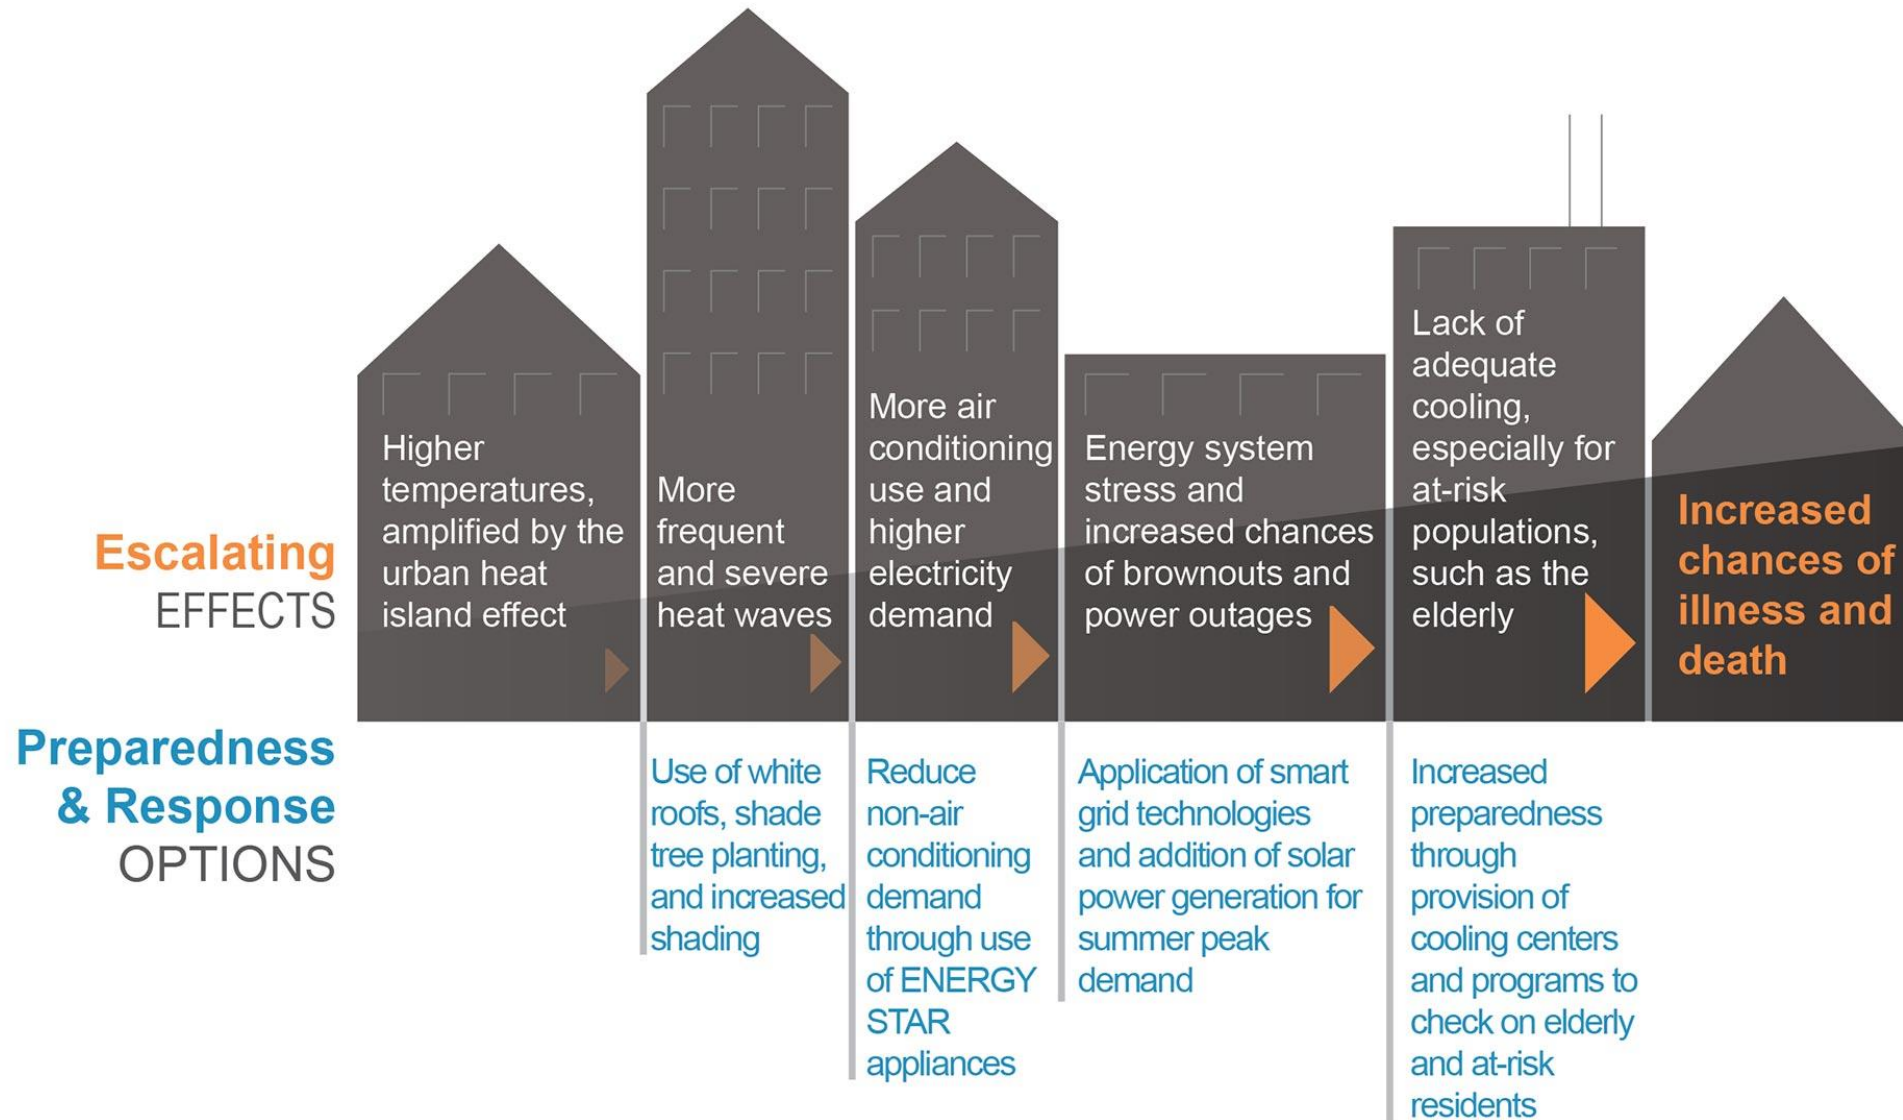 Escalating
EFFECTS
Higher
temperatures,
amplified by the
urban heat
island effect
More
frequent
and severe
heat waves
More air
conditioning
use and
higher
electricity
demand
Energy system
stress and
increased chances
of brownouts and
power outages
Lack of
adequate
cooling,
especially for
at-risk
populations,
such as the
elderly
Increased
chances of
illness and
death
Preparedness
& Response
OPTIONS
Use of white
roofs, shade
tree planting,
and increased
shading
Reduce
non-air
conditioning
demand
through use
of ENERGY
STAR
appliances
Application of smart
grid technologies
and addition of solar
power generation for
summer peak
demand
Increased
preparedness
through
provision of
cooling centers
and programs to
check on elderly
and at-risk
residents